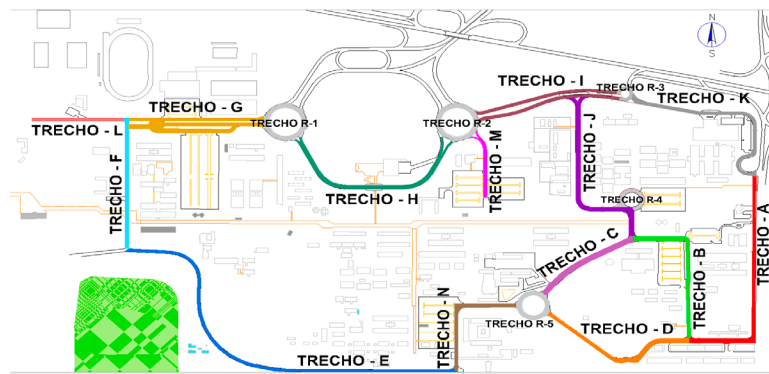 N
S
TRECHO - I
TRECHO R-3
TRECHO - K
TRECHO - G
TRECHO R-1
TRECHO R-2
TRECHO - L
TRECHO - F
TRECHO - M
TRECHO - J
TRECHO - H
TRECHO R-4
TRECHO - A
TRECHO - C
TRECHO - B
TRECHO - N
TRECHO R-5
TRECHO - D
TRECHO - E